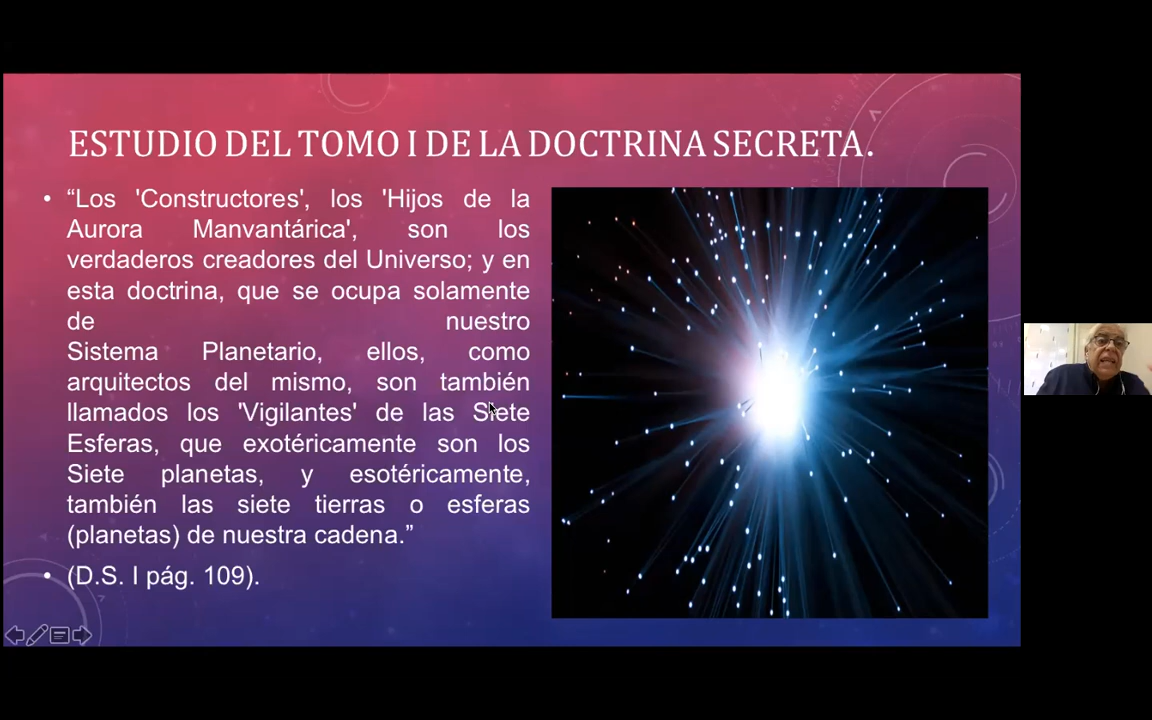 ESTUDIO DEL TOMO I DE LA DOCTRINA SECRETA.
• “Los 'Constructores', los 'Hijos de la
Aurora Manvantárica', son los
verdaderos creadores del Universo; y en
esta doctrina, que se ocupa solamente
de nuestro
Sistema Planetario, ellos, como
arquitectos del mismo, son también
llamados los 'Vigilantes' de las Siete
Esferas, que exotéricamente son los
Siete planetas, y esotéricamente,
también las siete tierras o esferas
(planetas) de nuestra cadena.”
• (D.S. I pág. 109).